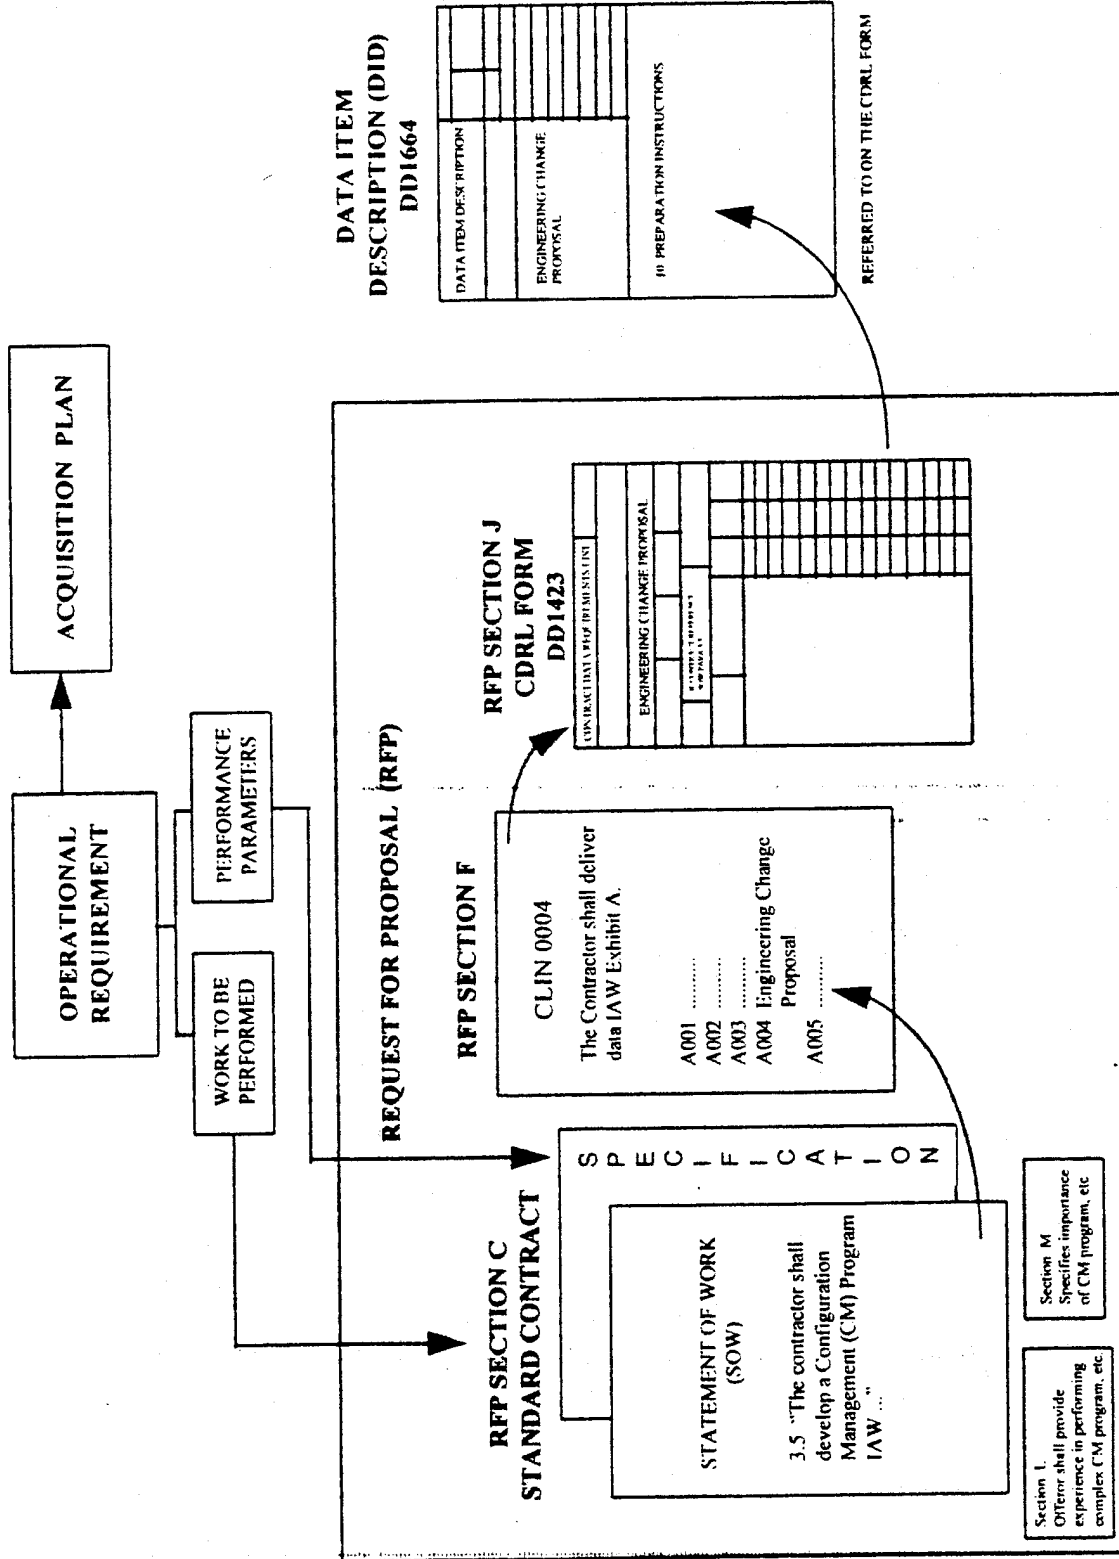 OPERATIONAL
REQUIREMENT
ACQUISITION PLAN
WORK TO BE
PERFORMED
PERFORMANCE
PARAMETERS
REQUEST FOR PROPOSAL (RFP)
RFP SECTION C
STANDARD CONTRACT
SPECIFICATION
STATEMENT OF WORK
(SOW)
3.5 "The contractor shall
develop a Configuration
Management (CM) Program
IAW ..."
Section L
Offeror shall provide
experience in performing
complex CM program, etc.
Section M
Specifies importance
of CM program, etc
RFP SECTION F
CLIN 0004
The Contractor shall deliver
data IAW Exhibit A.
A001 ............
A002 ..........
A003 ..........
A004 Engineering Change
Proposal
A005 ............
RFP SECTION J
CDRL FORM
DD1423
CONTRACT DATA REQUIREMENTS LIST
ENGINEERING CHANGE PROPOSAL
DATA ITEM
DESCRIPTION (DID)
DD1664
DATA ITEM DESCRIPTION
ENGINEERING CHANGE
PROPOSAL
10 PREPARATION INSTRUCTIONS
REFERRED TO ON THE CDRL FORM